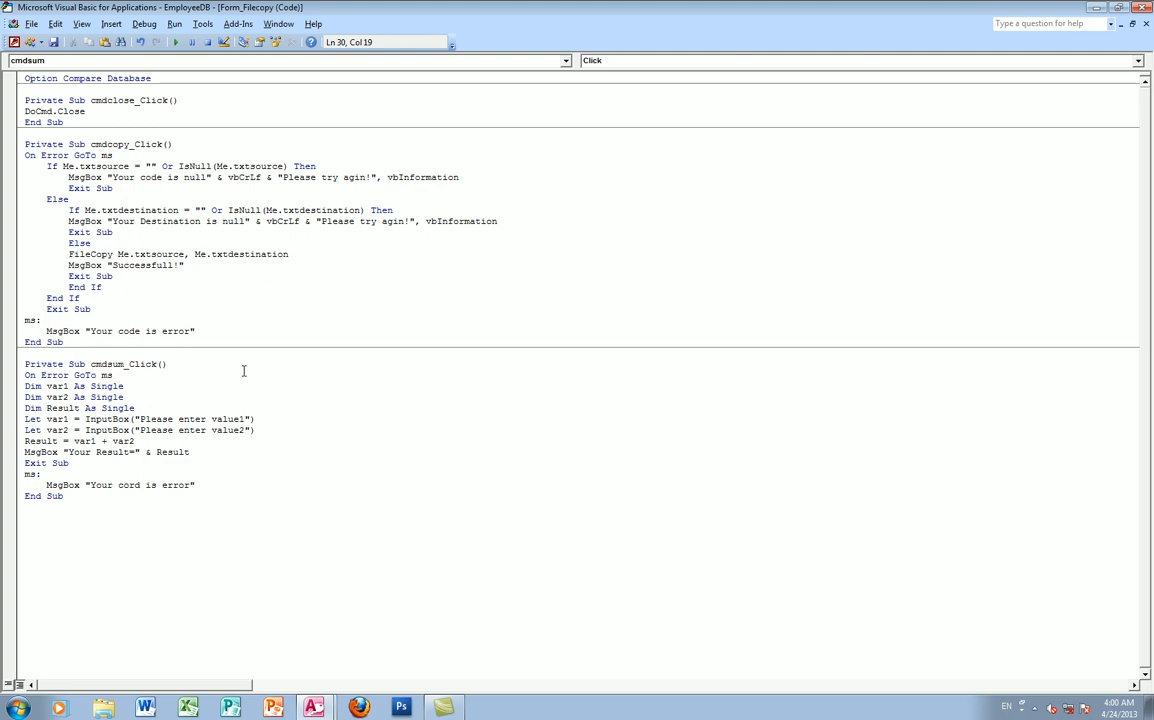 Microsoft Visual Basic for Applications - EmployeeDB - [Form_Filecopy (Code)]
File Edit View Insert Debug Run Tools Add-Ins Window Help
Type a question for help
Ln 30, Col 19
cmdsum
Click
Option Compare Database
Private Sub cmdclose_Click()
DoCmd.Close
End Sub
Private Sub cmdcopy_Click()
On Error GoTo ms
If Me.txtsource = "" Or IsNull(Me.txtsource) Then
MsgBox "Your code is null" & vbCrLf & "Please try agin!", vbInformation
Exit Sub
Else
If Me.txtdestination = "" Or IsNull(Me.txtdestination) Then
MsgBox "Your Destination is null" & vbCrLf & "Please try agin!", vbInformation
Exit Sub
Else
FileCopy Me.txtsource, Me.txtdestination
MsgBox "Successfull!"
Exit Sub
End If
End If
Exit Sub
ms:
MsgBox "Your code is error"
End Sub
Private Sub cmdsum_Click()
On Error GoTo ms
Dim var1 As Single
Dim var2 As Single
Dim Result As Single
Let var1 = InputBox("Please enter value1")
Let var2 = InputBox("Please enter value2")
Result = var1 + var2
MsgBox "Your Result=" & Result
Exit Sub
ms:
MsgBox "Your cord is error"
End Sub
EN
4:00 AM
4/24/2013